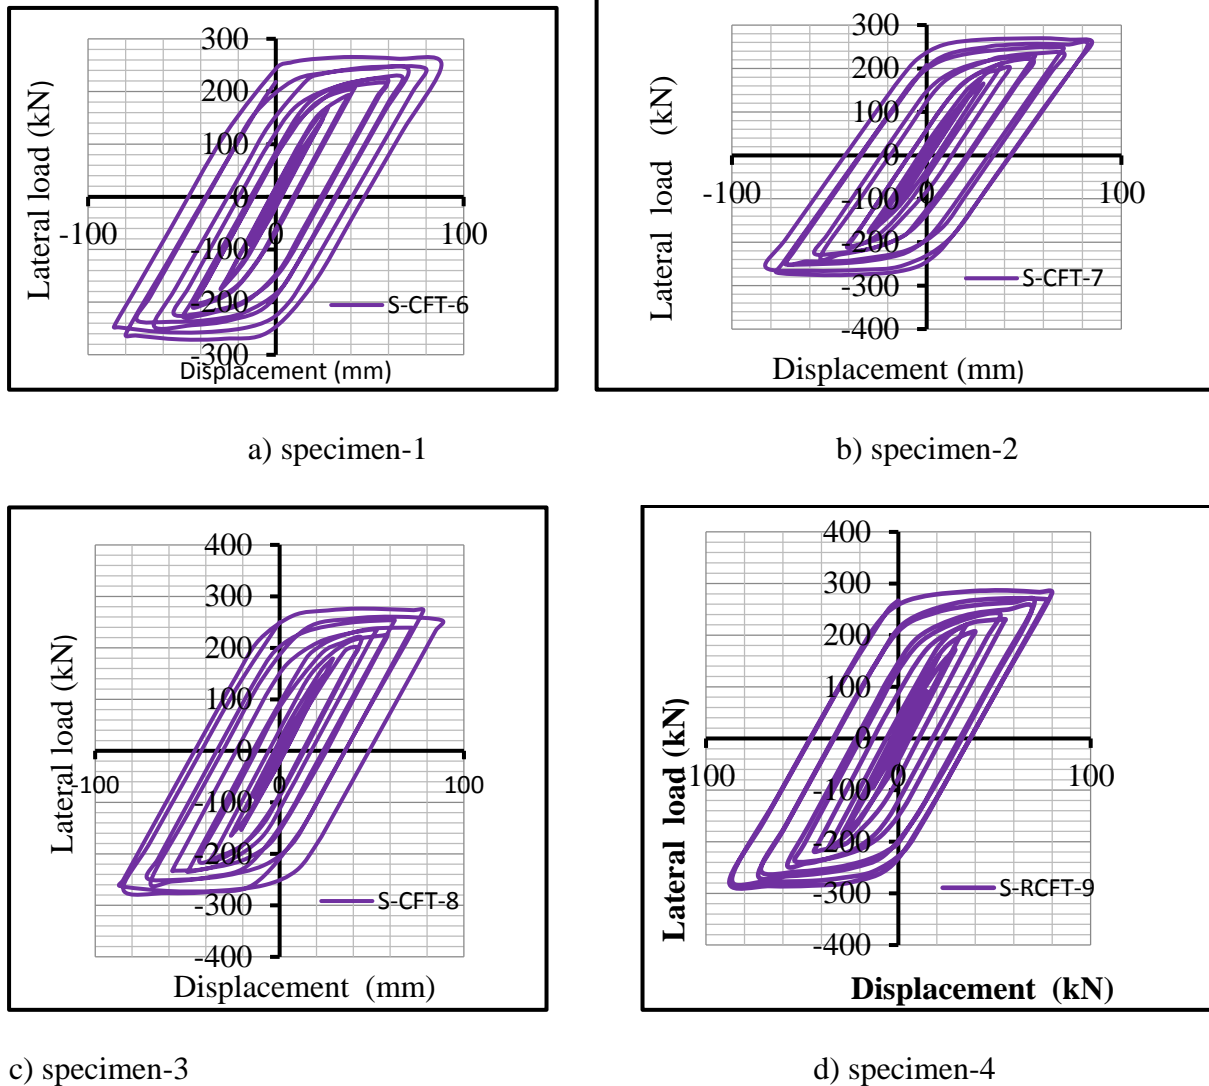 300
200
100
0
-100
-200
-300
-100
0
100
Lateral load (kN)
S-CFT-6
Displacement (mm)
a) specimen-1
300
200
100
0
-100
-200
-300
-400
-100
0
100
Lateral load (kN)
S-CFT-7
Displacement (mm)
b) specimen-2
400
300
200
100
0
-100
-200
-300
-400
-100
0
100
Lateral load (kN)
S-CFT-8
Displacement (mm)
c) specimen-3
400
300
200
100
0
-100
-200
-300
-400
100
0
100
Lateral load (kN)
S-RCFT-9
Displacement (kN)
d) specimen-4